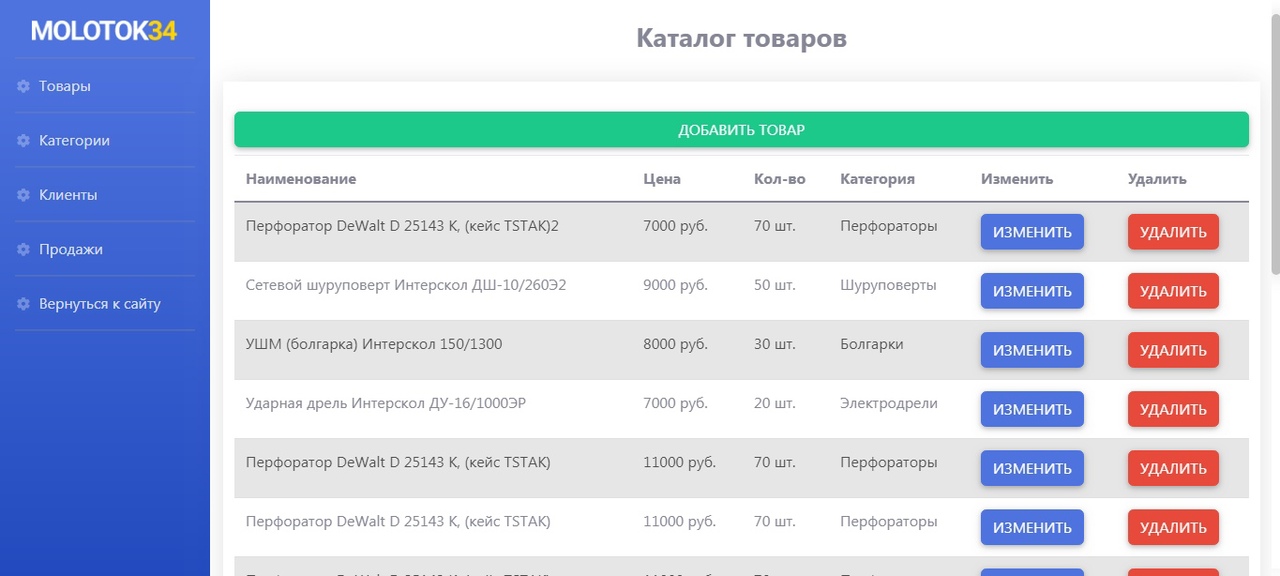 MOLOTOK34
Товары
Категории
Клиенты
Продажи
Вернуться к сайту
Каталог товаров
ДОБАВИТЬ ТОВАР
Наименование Цена Кол-во Категория Изменить Удалить
Перфоратор DeWalt D 25143 K, (кейс TSTAK)2 7000 руб. 70 шт. Перфораторы ИЗМЕНИТЬ УДАЛИТЬ
Сетевой шуруповерт Интерскол ДШ-10/260Э2 9000 руб. 50 шт. Шуруповерты ИЗМЕНИТЬ УДАЛИТЬ
УШМ (болгарка) Интерскол 150/1300 8000 руб. 30 шт. Болгарки ИЗМЕНИТЬ УДАЛИТЬ
Ударная дрель Интерскол ДУ-16/1000ЭР 7000 руб. 20 шт. Электродрели ИЗМЕНИТЬ УДАЛИТЬ
Перфоратор DeWalt D 25143 K, (кейс TSTAK) 11000 руб. 70 шт. Перфораторы ИЗМЕНИТЬ УДАЛИТЬ
Перфоратор DeWalt D 25143 K, (кейс TSTAK) 11000 руб. 70 шт. Перфораторы ИЗМЕНИТЬ УДАЛИТЬ